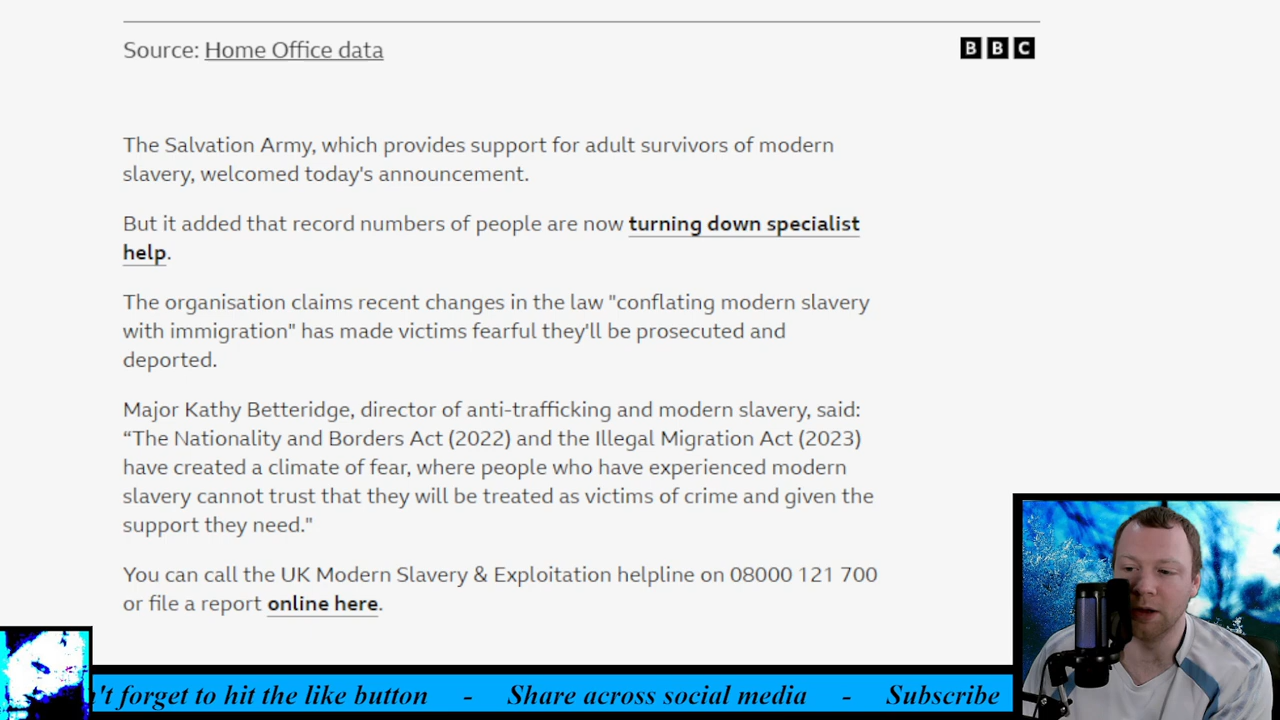 Source: Home Office data
BBC
The Salvation Army, which provides support for adult survivors of modern
slavery, welcomed today's announcement.
But it added that record numbers of people are now turning down specialist
help.
The organisation claims recent changes in the law "conflating modern slavery
with immigration" has made victims fearful they'll be prosecuted and
deported.
Major Kathy Betteridge, director of anti-trafficking and modern slavery, said:
“The Nationality and Borders Act (2022) and the Illegal Migration Act (2023)
have created a climate of fear, where people who have experienced modern
slavery cannot trust that they will be treated as victims of crime and given the
support they need."
You can call the UK Modern Slavery & Exploitation helpline on 08000 121 700
or file a report online here.
't forget to hit the like button - Share across social media - Subscribe